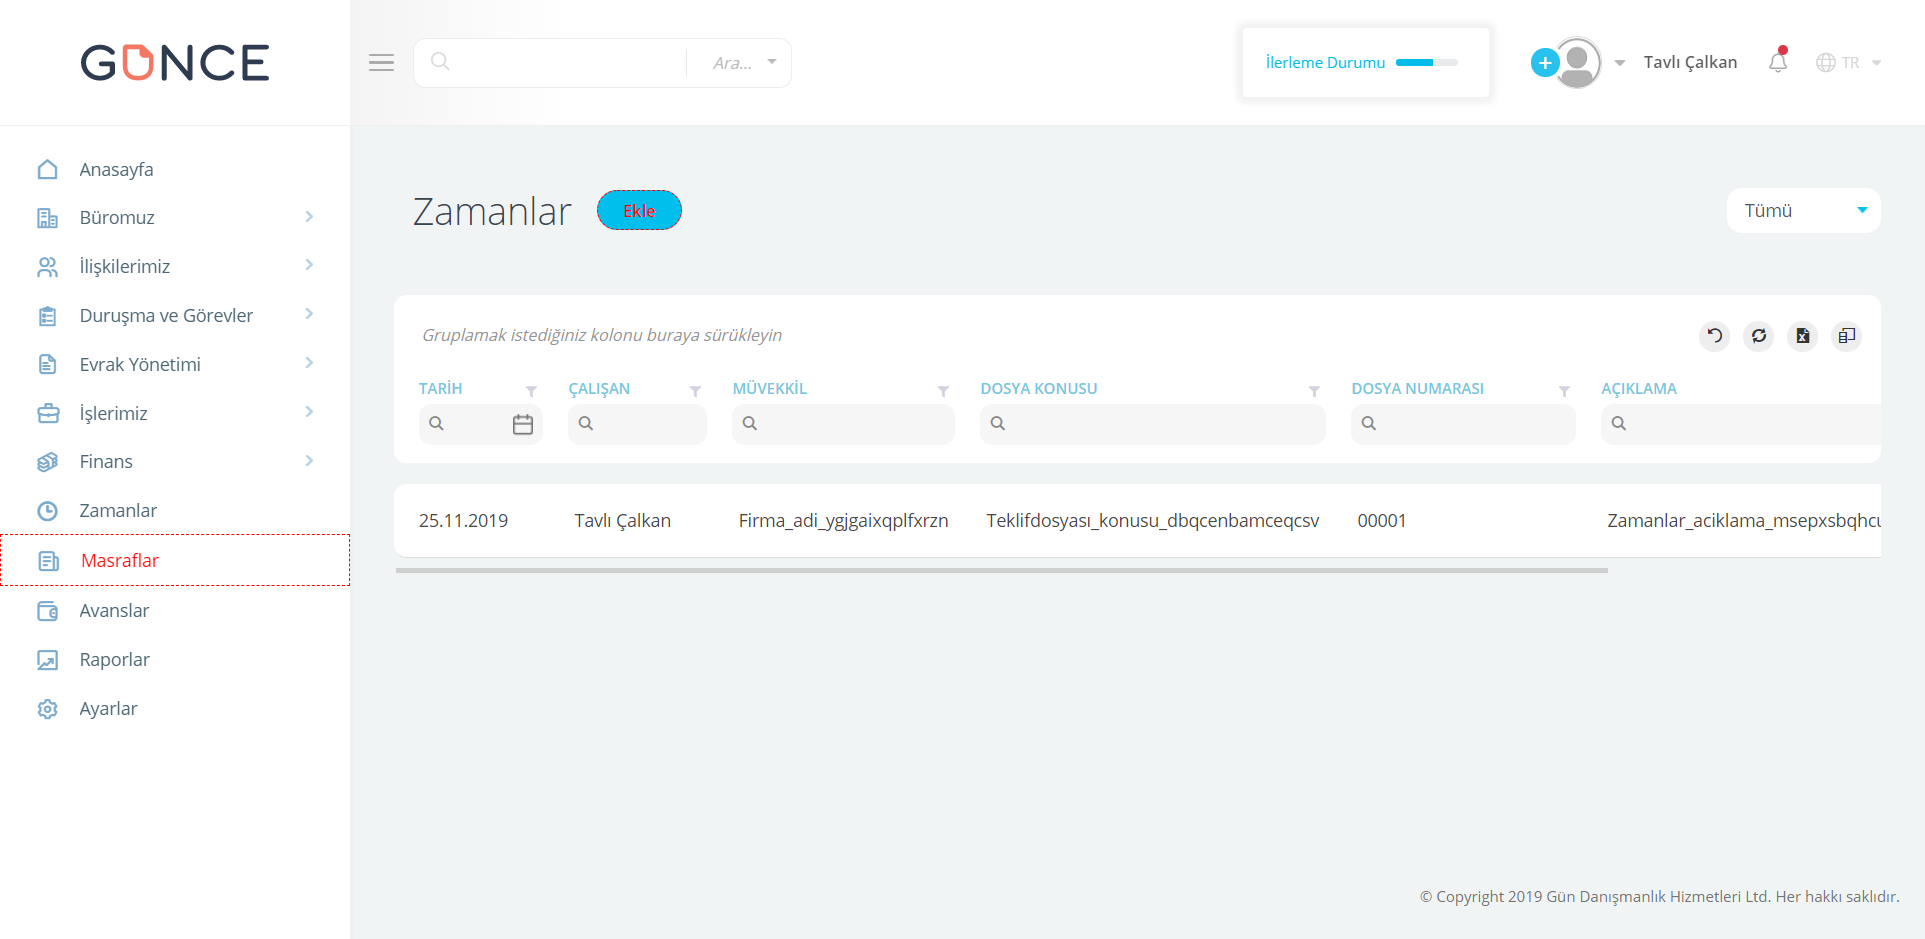 GÜNCE
Ara...
İlerleme Durumu
Tavlı Çalkan
TR
Anasayfa
Büromuz
İlişkilerimiz
Duruşma ve Görevler
Evrak Yönetimi
İşlerimiz
Finans
Zamanlar
Masraflar
Avanslar
Raporlar
Ayarlar
Zamanlar
Ekle
Tümü
Gruplamak istediğiniz kolonu buraya sürükleyin
TARİH ÇALIŞAN MÜVEKKİL DOSYA KONUSU DOSYA NUMARASI AÇIKLAMA
25.11.2019 Tavlı Çalkan Firma_adi_ygjgaixqplfxrzn Teklifdosyası_konusu_dbqcenbamceqcsv 00001 Zamanlar_aciklama_msepxsbqhcu
© Copyright 2019 Gün Danışmanlık Hizmetleri Ltd. Her hakkı saklıdır.